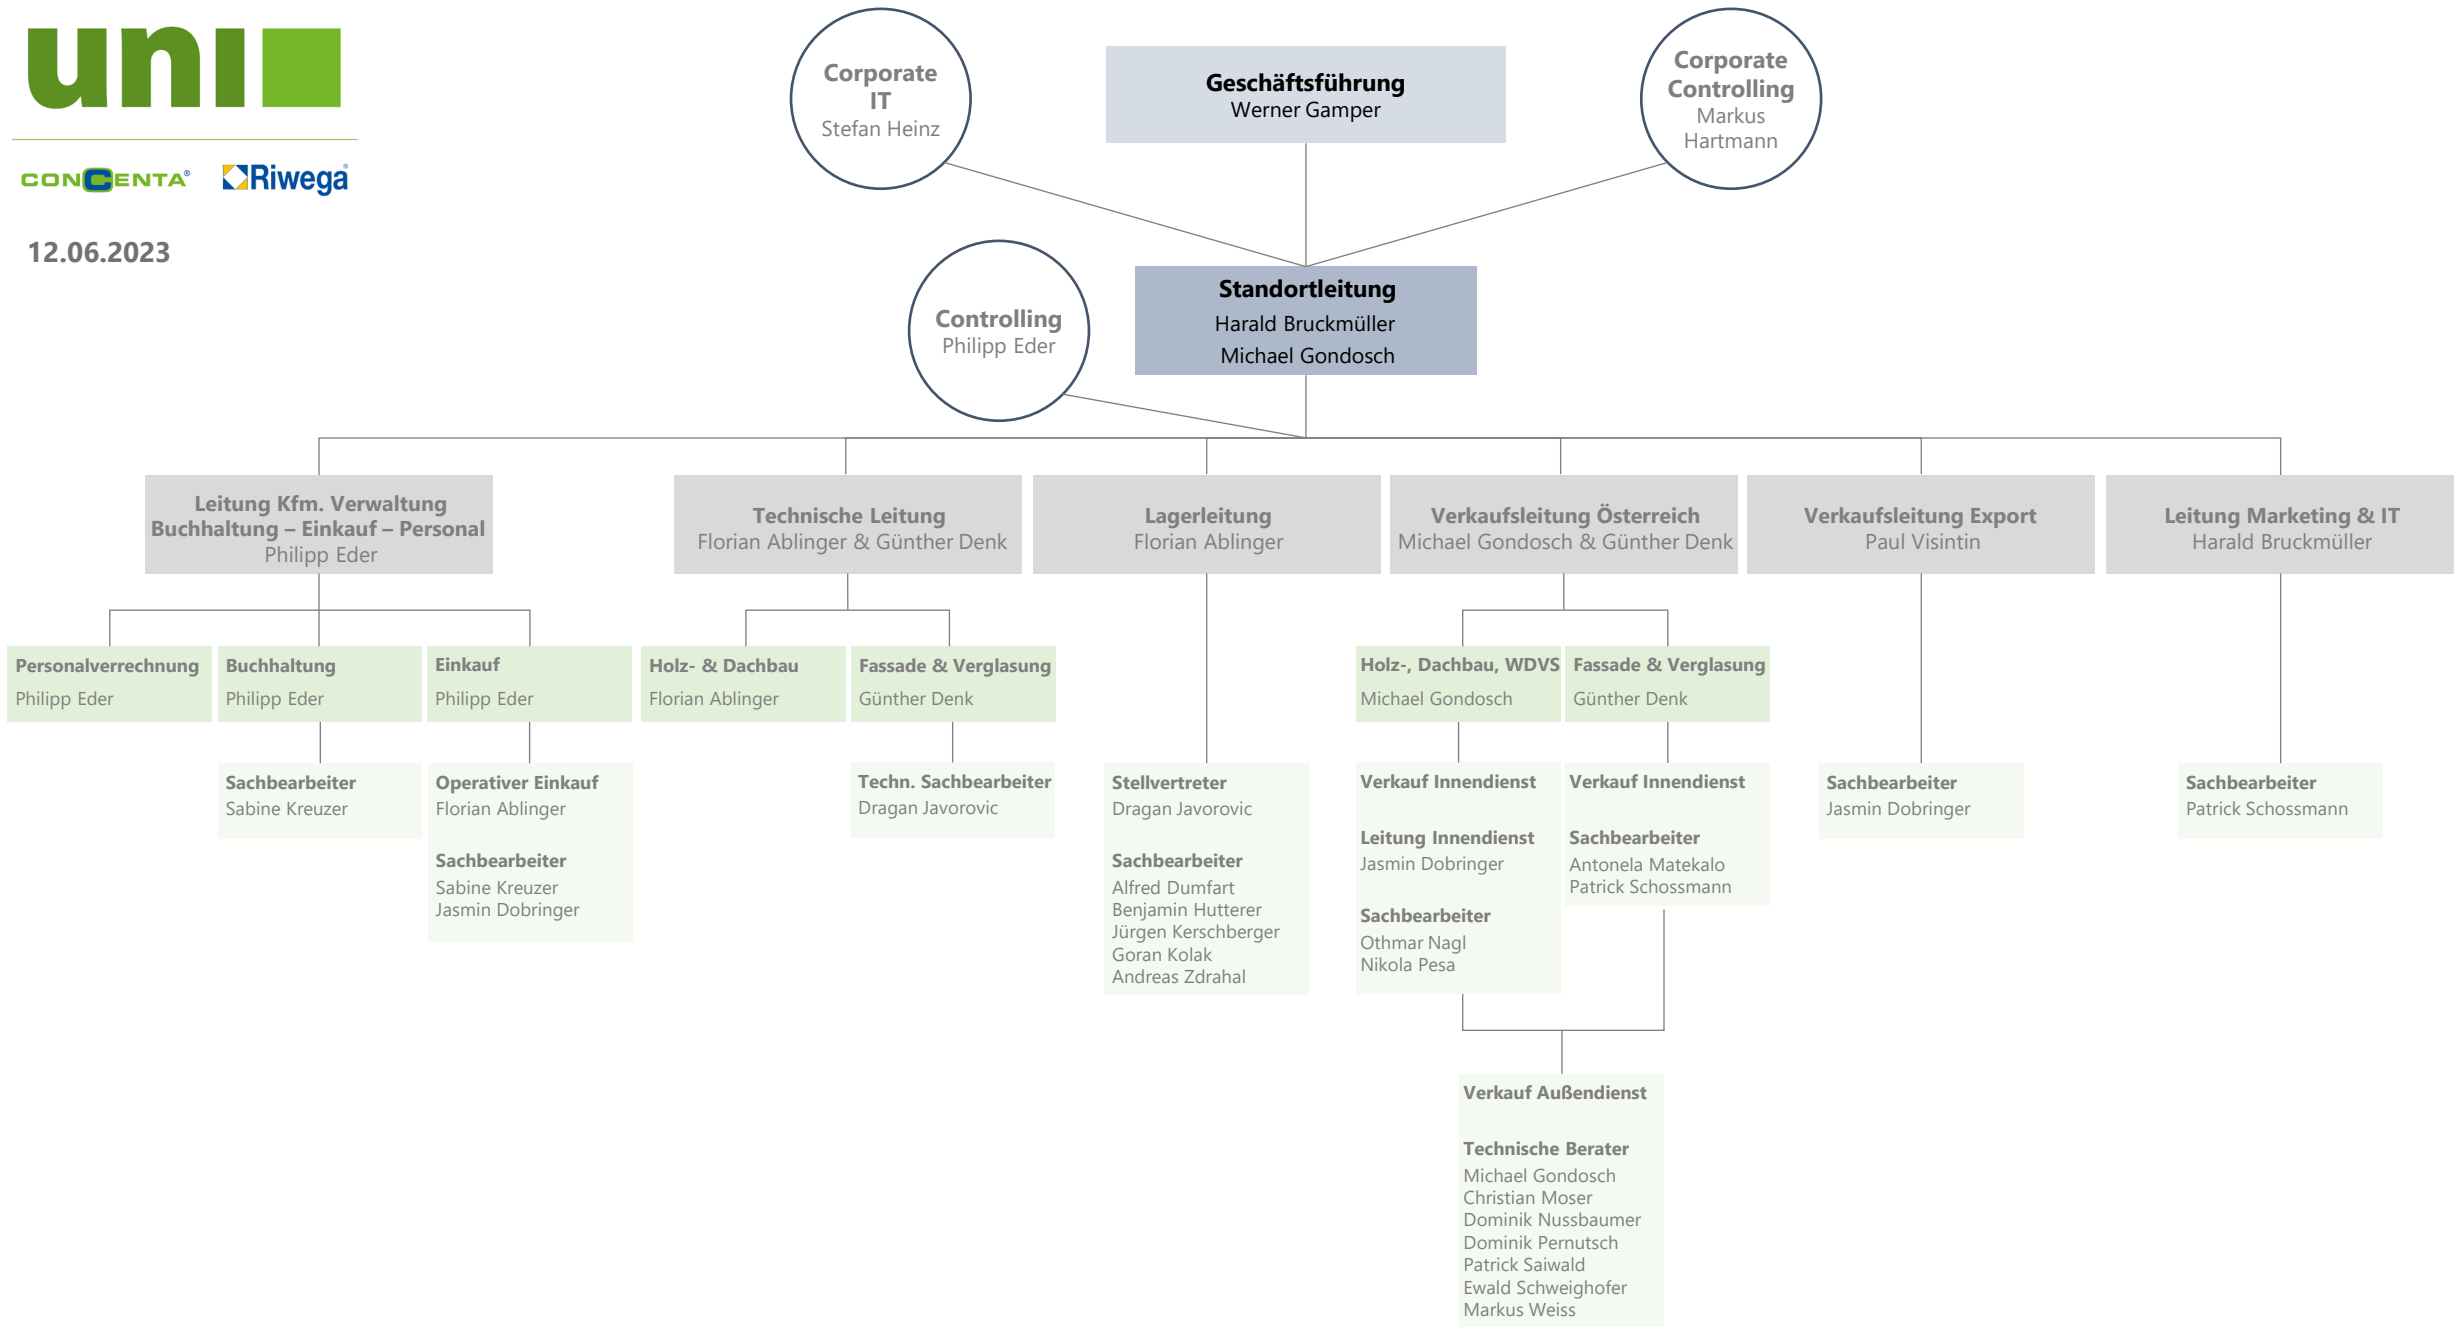 uni
CONCENTA®
Riwega®
12.06.2023
Corporate
IT
Stefan Heinz
Geschäftsführung
Werner Gamper
Corporate
Controlling
Markus
Hartmann
Controlling
Philipp Eder
Standortleitung
Harald Bruckmüller
Michael Gondosch
Leitung Kfm. Verwaltung
Buchhaltung – Einkauf – Personal
Philipp Eder
Technische Leitung
Florian Ablinger & Günther Denk
Lagerleitung
Florian Ablinger
Verkaufsleitung Österreich
Michael Gondosch & Günther Denk
Verkaufsleitung Export
Paul Visintin
Leitung Marketing & IT
Harald Bruckmüller
Personalverrechnung
Philipp Eder
Buchhaltung
Philipp Eder
Einkauf
Philipp Eder
Holz- & Dachbau
Florian Ablinger
Fassade & Verglasung
Günther Denk
Holz-, Dachbau, WDVS
Michael Gondosch
Fassade & Verglasung
Günther Denk
Sachbearbeiter
Sabine Kreuzer
Operativer Einkauf
Florian Ablinger
Sachbearbeiter
Sabine Kreuzer
Jasmin Dobringer
Techn. Sachbearbeiter
Dragan Javorovic
Stellvertreter
Dragan Javorovic
Sachbearbeiter
Alfred Dumfart
Benjamin Hutterer
Jürgen Kerschberger
Goran Kolak
Andreas Zdrahal
Verkauf Innendienst
Leitung Innendienst
Jasmin Dobringer
Sachbearbeiter
Othmar Nagl
Nikola Pesa
Verkauf Innendienst
Sachbearbeiter
Antonela Matekalo
Patrick Schossmann
Sachbearbeiter
Jasmin Dobringer
Sachbearbeiter
Patrick Schossmann
Verkauf Außendienst
Technische Berater
Michael Gondosch
Christian Moser
Dominik Nussbaumer
Dominik Pernutsch
Patrick Saiwald
Ewald Schweighofer
Markus Weiss